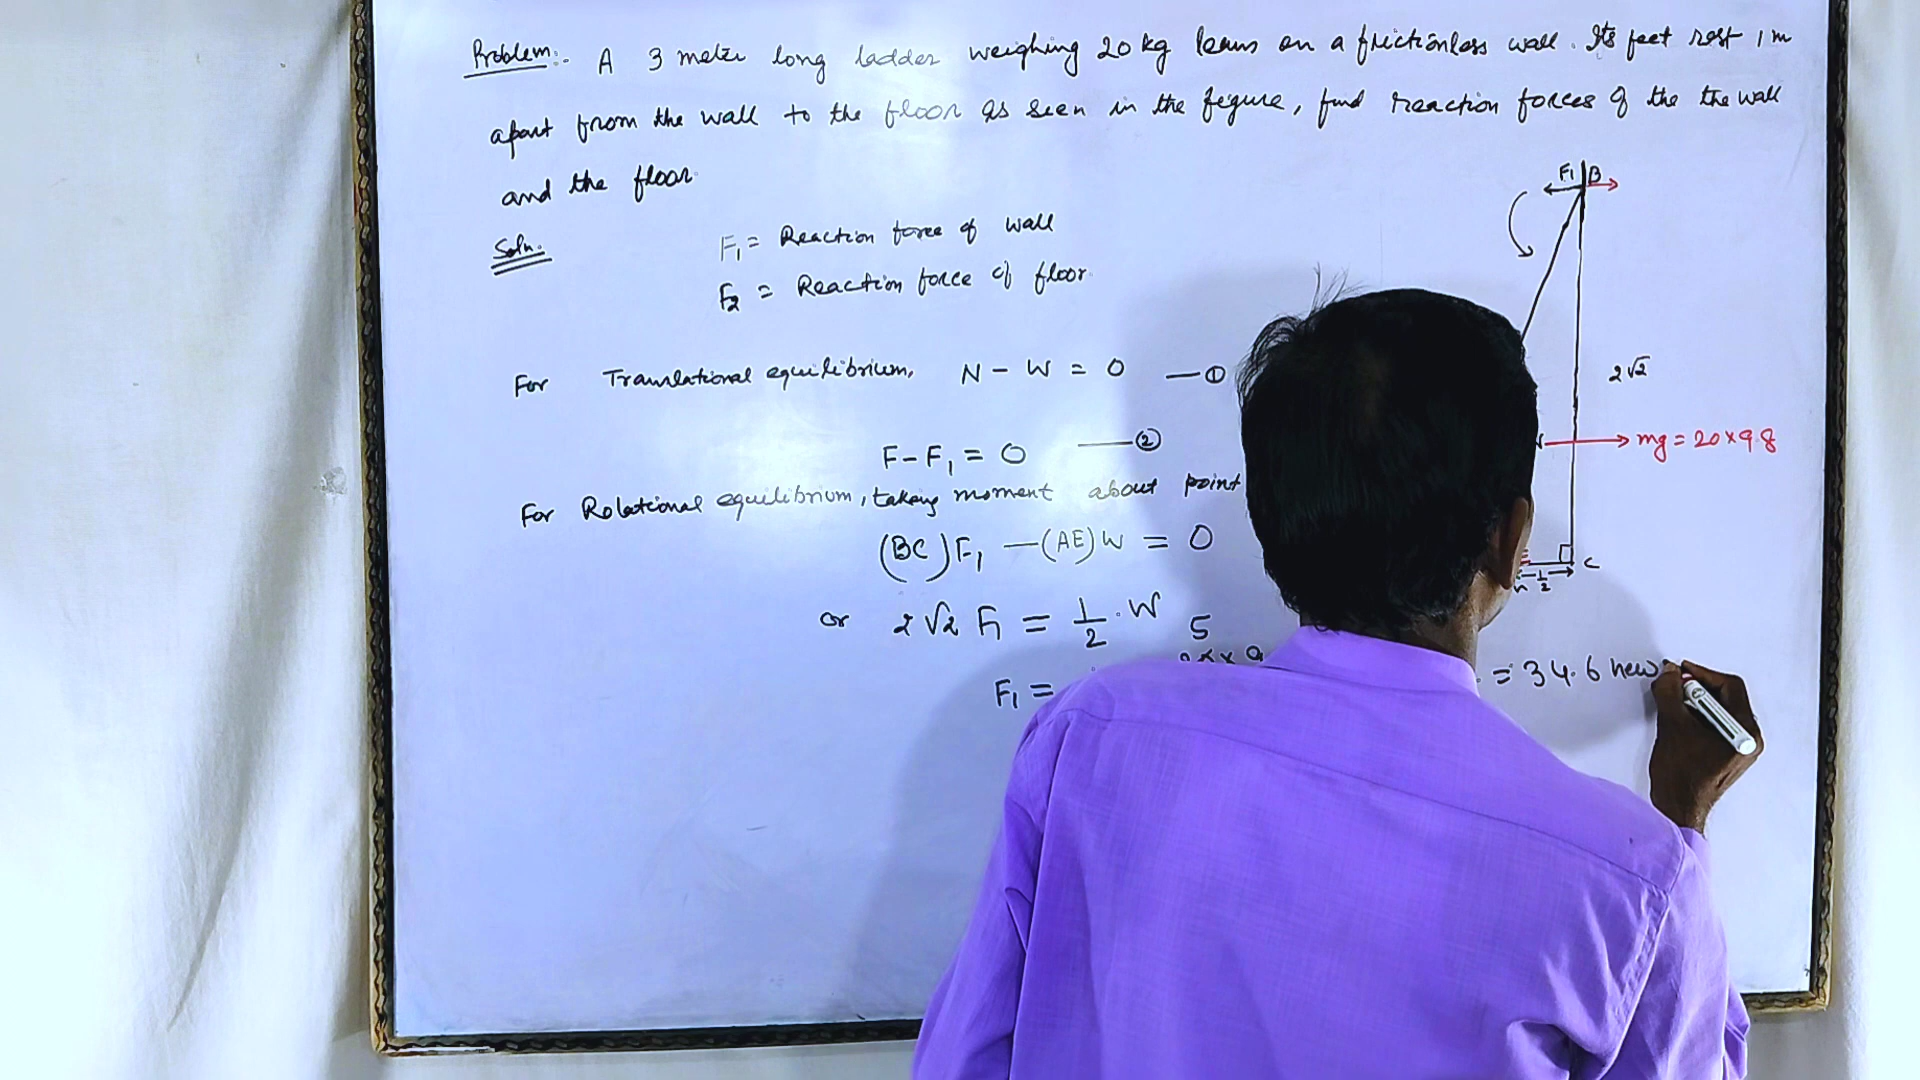 Problem:- A 3 meter long ladder weighing 20 kg leans on a frictionless wall. Its feet rest 1 m
apart from the wall to the floor as seen in the figure, find reaction forces of the the wall
and the floor
Soln.
F₁ = Reaction force of wall
F₂ = Reaction force of floor
For Translational equilibrium, N - W = 0 — ①
F - F₁ = 0 — ②
For Rotational equilibrium, taking moment about point
(BC)F₁ — (AE)W = 0
or 2√2 F₁ = 1/2 . W
F₁ =
5
= 34.6 new
F₁ B
2√2
mg = 20×9.8
C
1/2